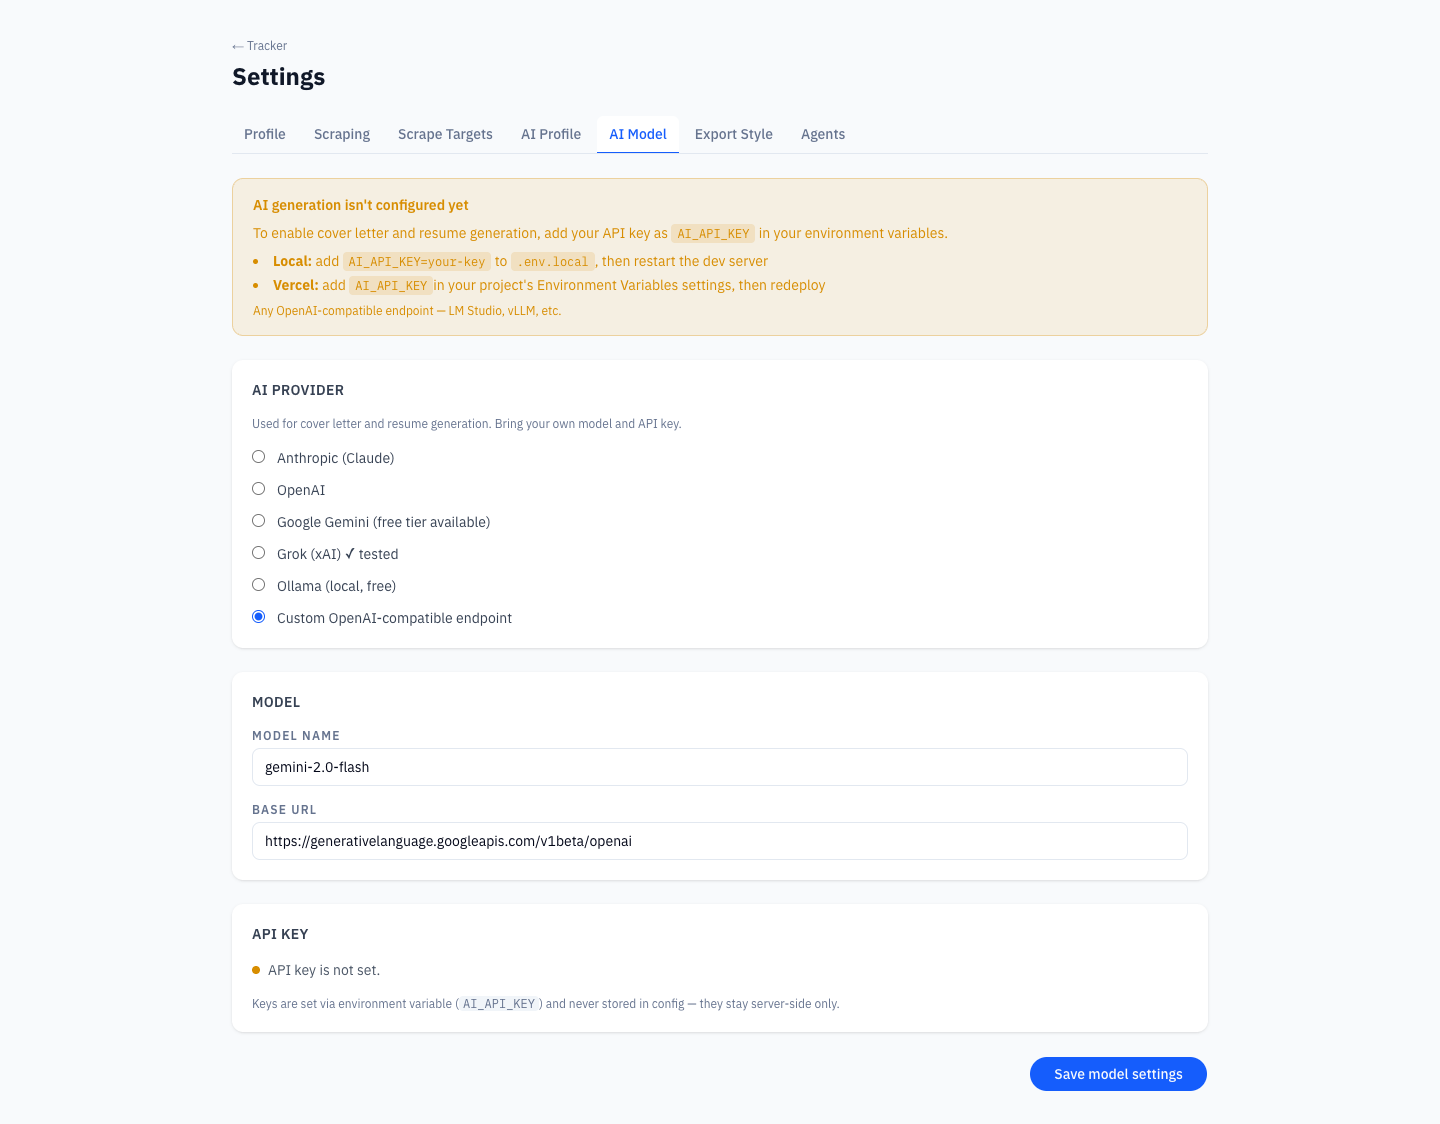 ← Tracker
Settings
Profile Scraping Scrape Targets AI Profile AI Model Export Style Agents
AI generation isn't configured yet
To enable cover letter and resume generation, add your API key as AI_API_KEY in your environment variables.
• Local: add AI_API_KEY=your-key to .env.local, then restart the dev server
• Vercel: add AI_API_KEY in your project's Environment Variables settings, then redeploy
Any OpenAI-compatible endpoint — LM Studio, vLLM, etc.
AI PROVIDER
Used for cover letter and resume generation. Bring your own model and API key.
Anthropic (Claude)
OpenAI
Google Gemini (free tier available)
Grok (xAI) ✓ tested
Ollama (local, free)
Custom OpenAI-compatible endpoint
MODEL
MODEL NAME
gemini-2.0-flash
BASE URL
https://generativelanguage.googleapis.com/v1beta/openai
API KEY
API key is not set.
Keys are set via environment variable (AI_API_KEY) and never stored in config — they stay server-side only.
Save model settings